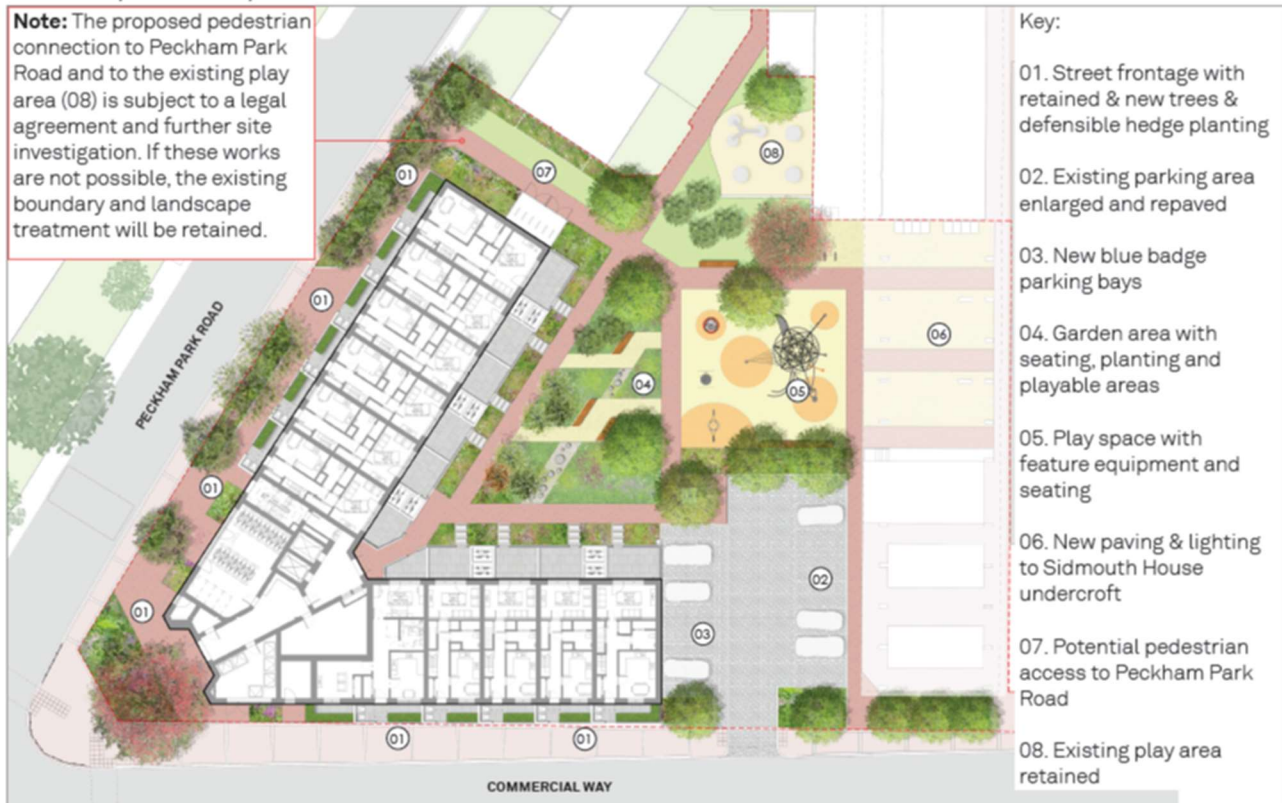 Note: The proposed pedestrian
connection to Peckham Park
Road and to the existing play
area (08) is subject to a legal
agreement and further site
investigation. If these works
are not possible, the existing
boundary and landscape
treatment will be retained.
PECKHAM PARK ROAD
COMMERCIAL WAY
01
01
01
01
01
01
07
08
04
05
06
02
03
Key:
01. Street frontage with
retained & new trees &
defensible hedge planting
02. Existing parking area
enlarged and repaved
03. New blue badge
parking bays
04. Garden area with
seating, planting and
playable areas
05. Play space with
feature equipment and
seating
06. New paving & lighting
to Sidmouth House
undercroft
07. Potential pedestrian
access to Peckham Park
Road
08. Existing play area
retained